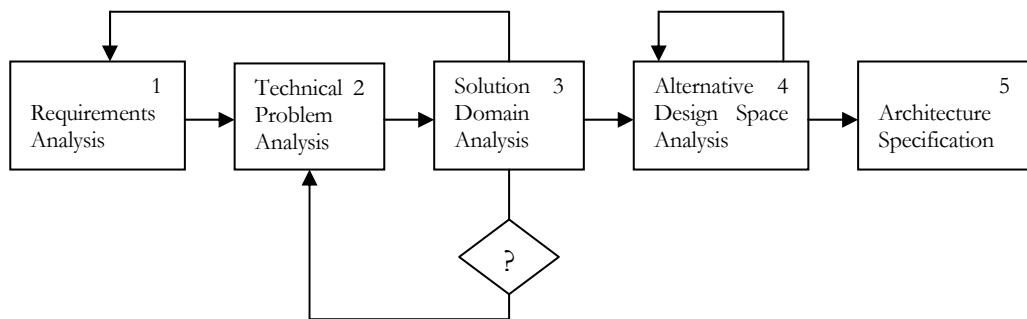 1
Requirements
Analysis
Technical 2
Problem
Analysis
Solution 3
Domain
Analysis
Alternative 4
Design Space
Analysis
5
Architecture
Specification
?